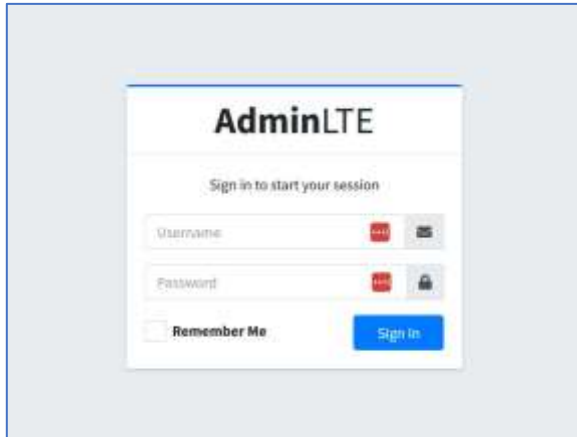 AdminLTE
Sign in to start your session
Username
Password
Remember Me
Sign In